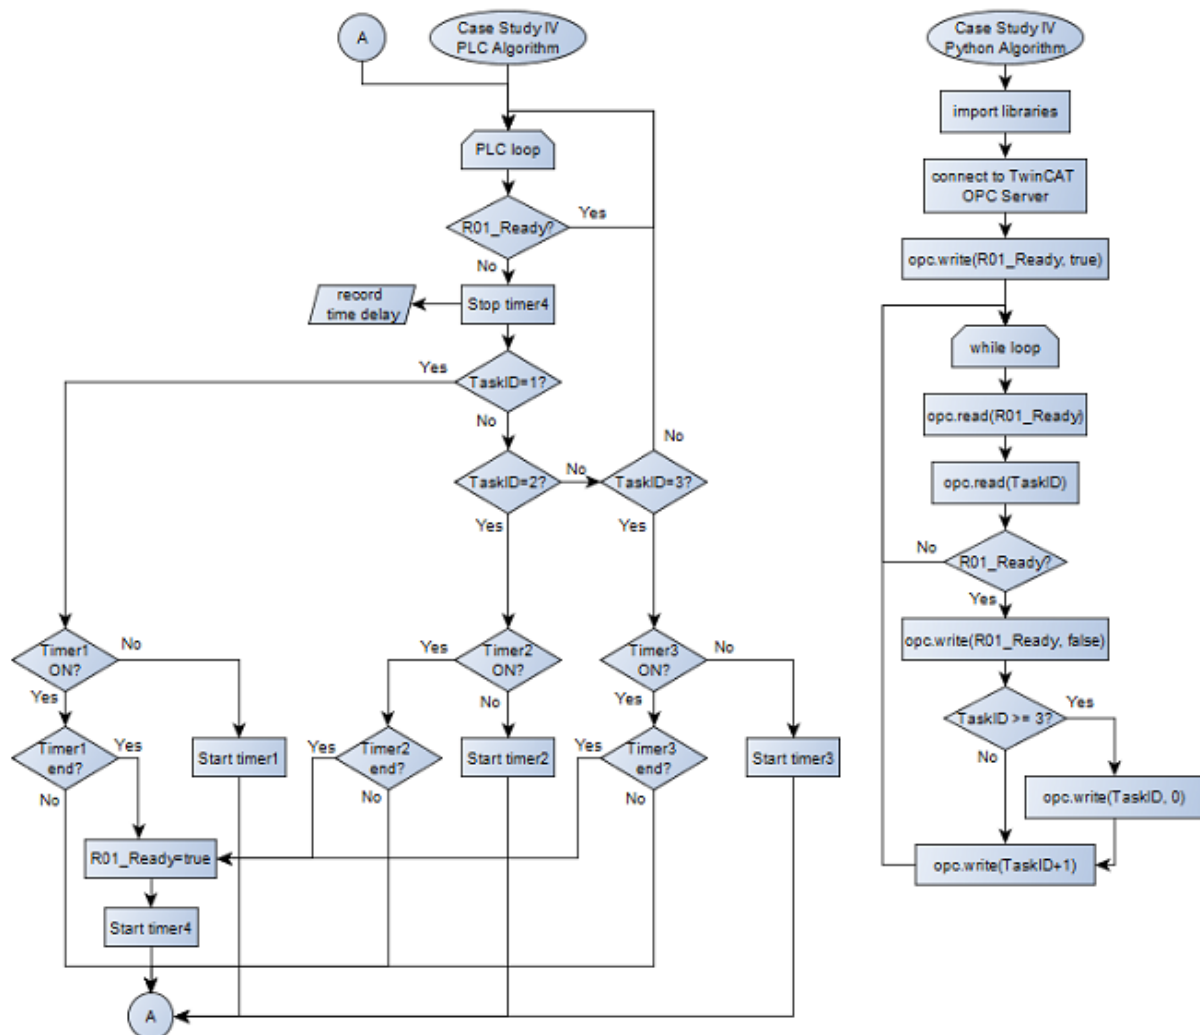 A
Case Study IV
PLC Algorithm
PLC loop
R01_Ready?
Yes
No
record
time delay
Stop timer4
Yes
TaskID=1?
No
No
TaskID=2?
No
TaskID=3?
Yes
Yes
Timer1
ON?
No
Yes
Yes
Timer2
ON?
No
Timer3
ON?
No
Yes
Timer1
end?
Yes
No
Start timer1
Yes
Timer2
end?
No
Start timer2
Yes
Timer3
end?
No
Start timer3
R01_Ready=true
Start timer4
A
Case Study IV
Python Algorithm
import libraries
connect to TwinCAT
OPC Server
opc.write(R01_Ready, true)
while loop
opc.read(R01_Ready)
opc.read(TaskID)
No
R01_Ready?
Yes
opc.write(R01_Ready, false)
TaskID >= 3?
Yes
No
opc.write(TaskID, 0)
opc.write(TaskID+1)